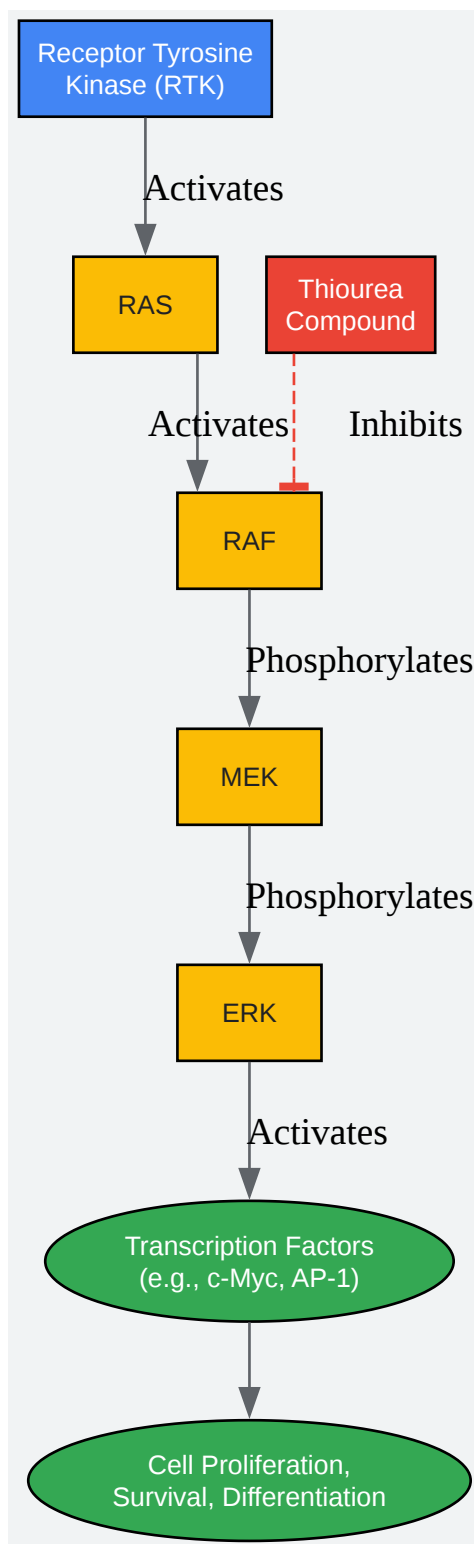 Receptor Tyrosine
Kinase (RTK)
Activates
RAS
Thiourea
Compound
Activates
Inhibits
RAF
Phosphorylates
MEK
Phosphorylates
ERK
Activates
Transcription Factors
(e.g., c-Myc, AP-1)
Cell Proliferation,
Survival, Differentiation